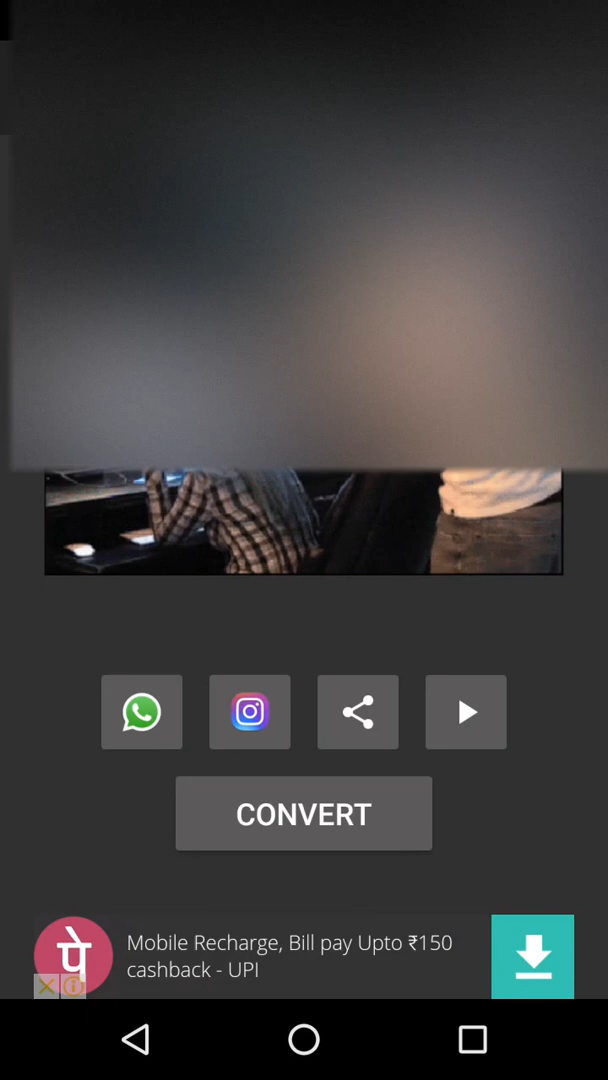 CONVERT
पे
Mobile Recharge, Bill pay Upto ₹150
cashback - UPI